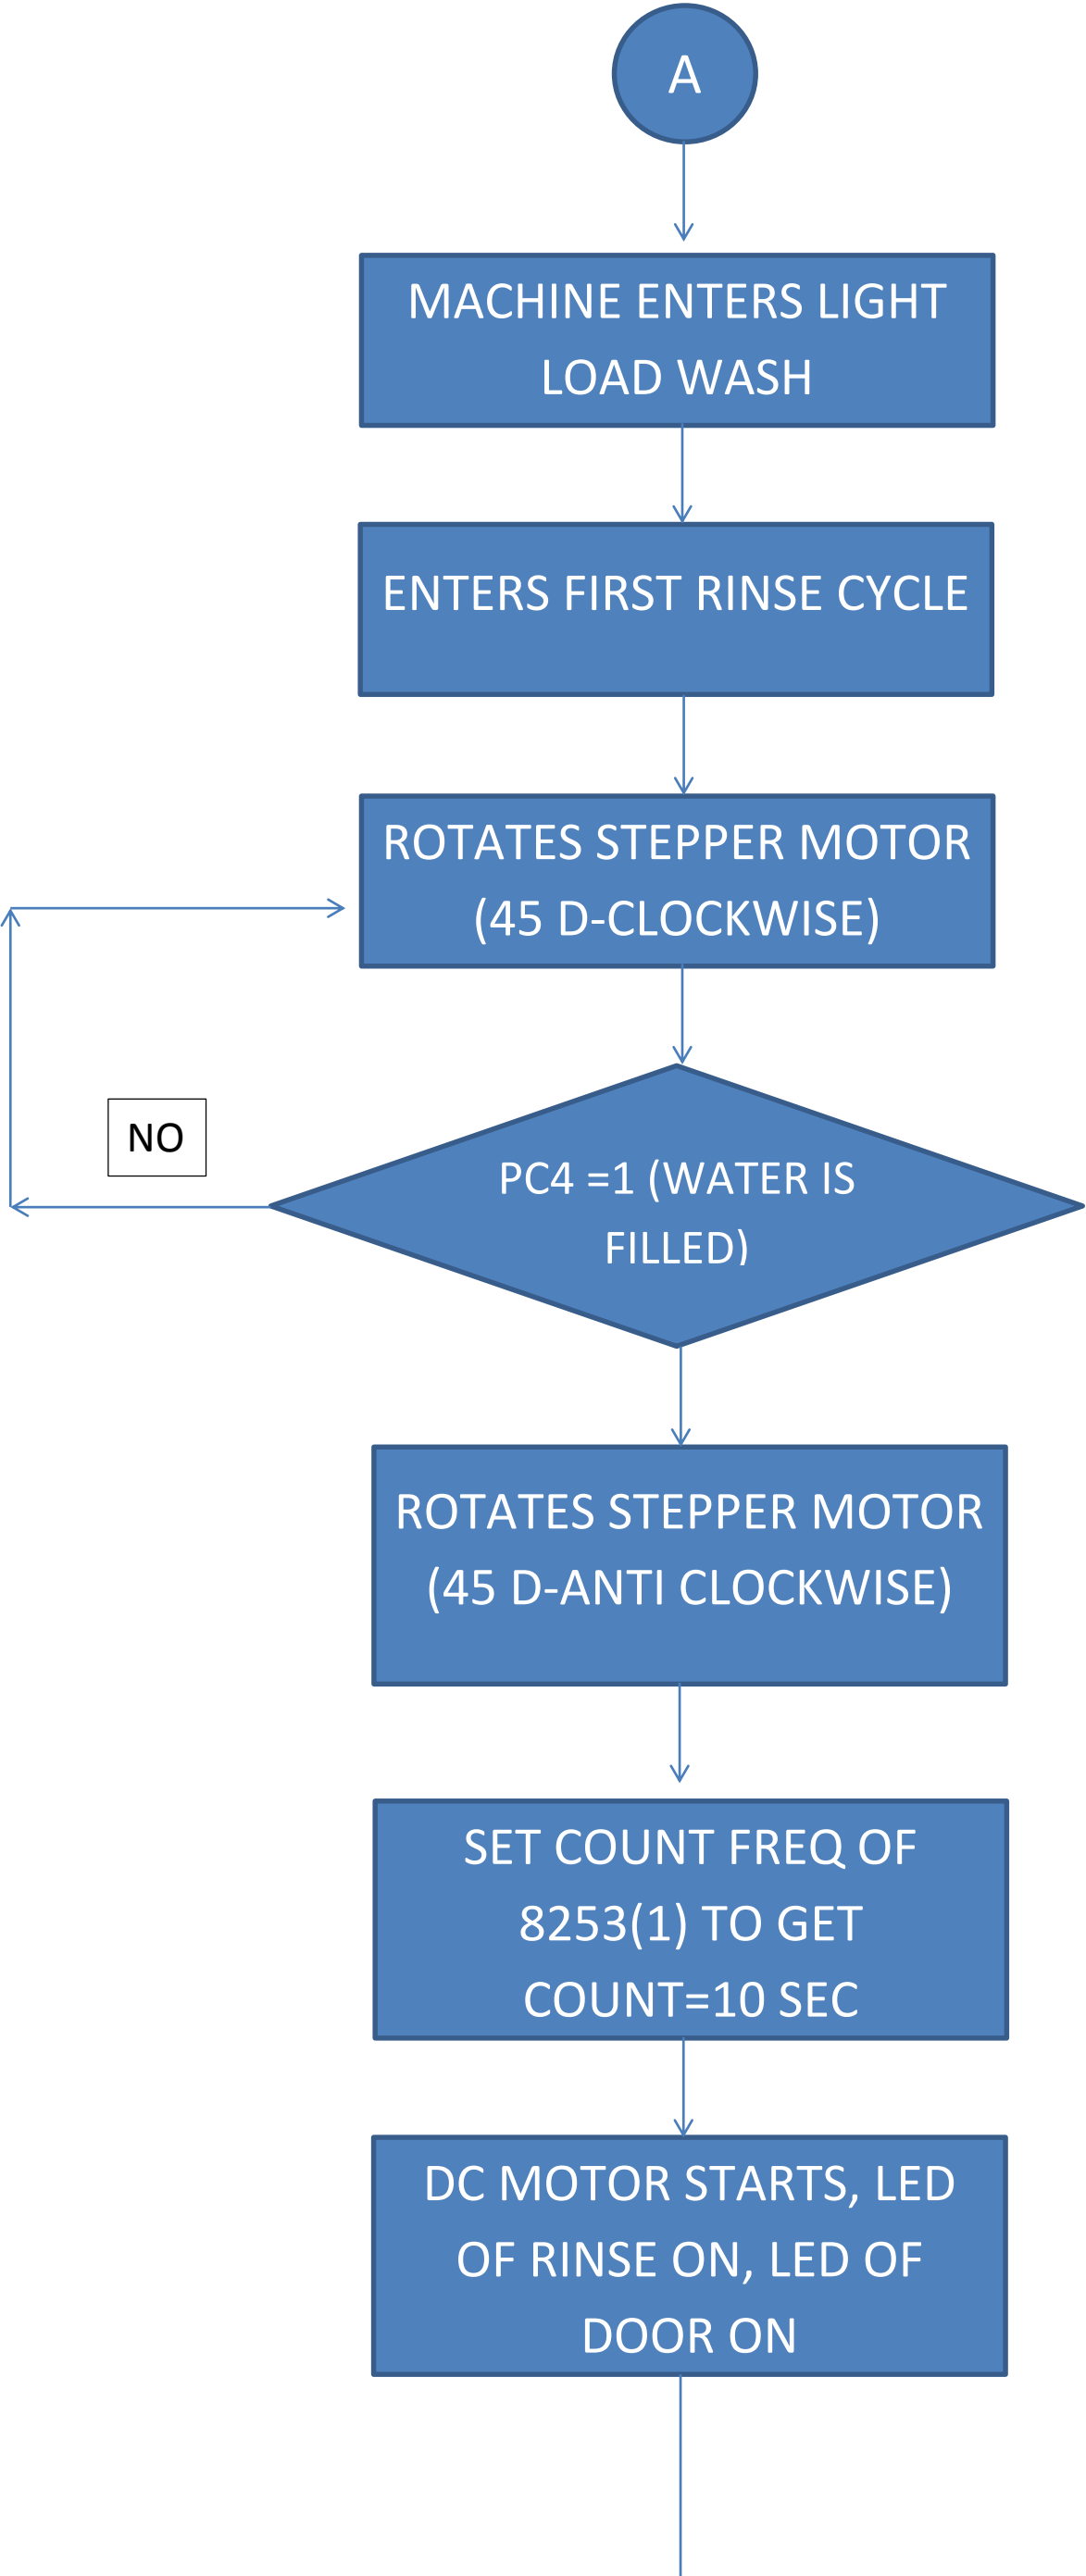 A
MACHINE ENTERS LIGHT
LOAD WASH
ENTERS FIRST RINSE CYCLE
ROTATES STEPPER MOTOR
(45 D-CLOCKWISE)
NO
PC4 =1 (WATER IS
FILLED)
ROTATES STEPPER MOTOR
(45 D-ANTI CLOCKWISE)
SET COUNT FREQ OF
8253(1) TO GET
COUNT=10 SEC
DC MOTOR STARTS, LED
OF RINSE ON, LED OF
DOOR ON